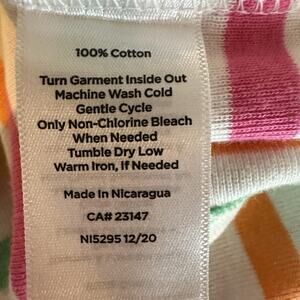 100% Cotton
Turn Garment Inside Out
Machine Wash Cold
Gentle Cycle
Only Non-Chlorine Bleach
When Needed
Tumble Dry Low
Warm Iron, If Needed
Made In Nicaragua
CA# 23147
NI5295 12/20